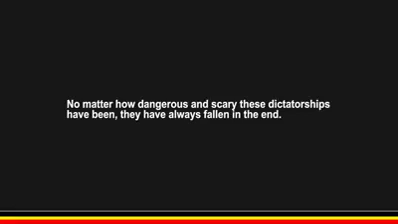 No matter how dangerous and scary these dictatorships
have been, they have always fallen in the end.